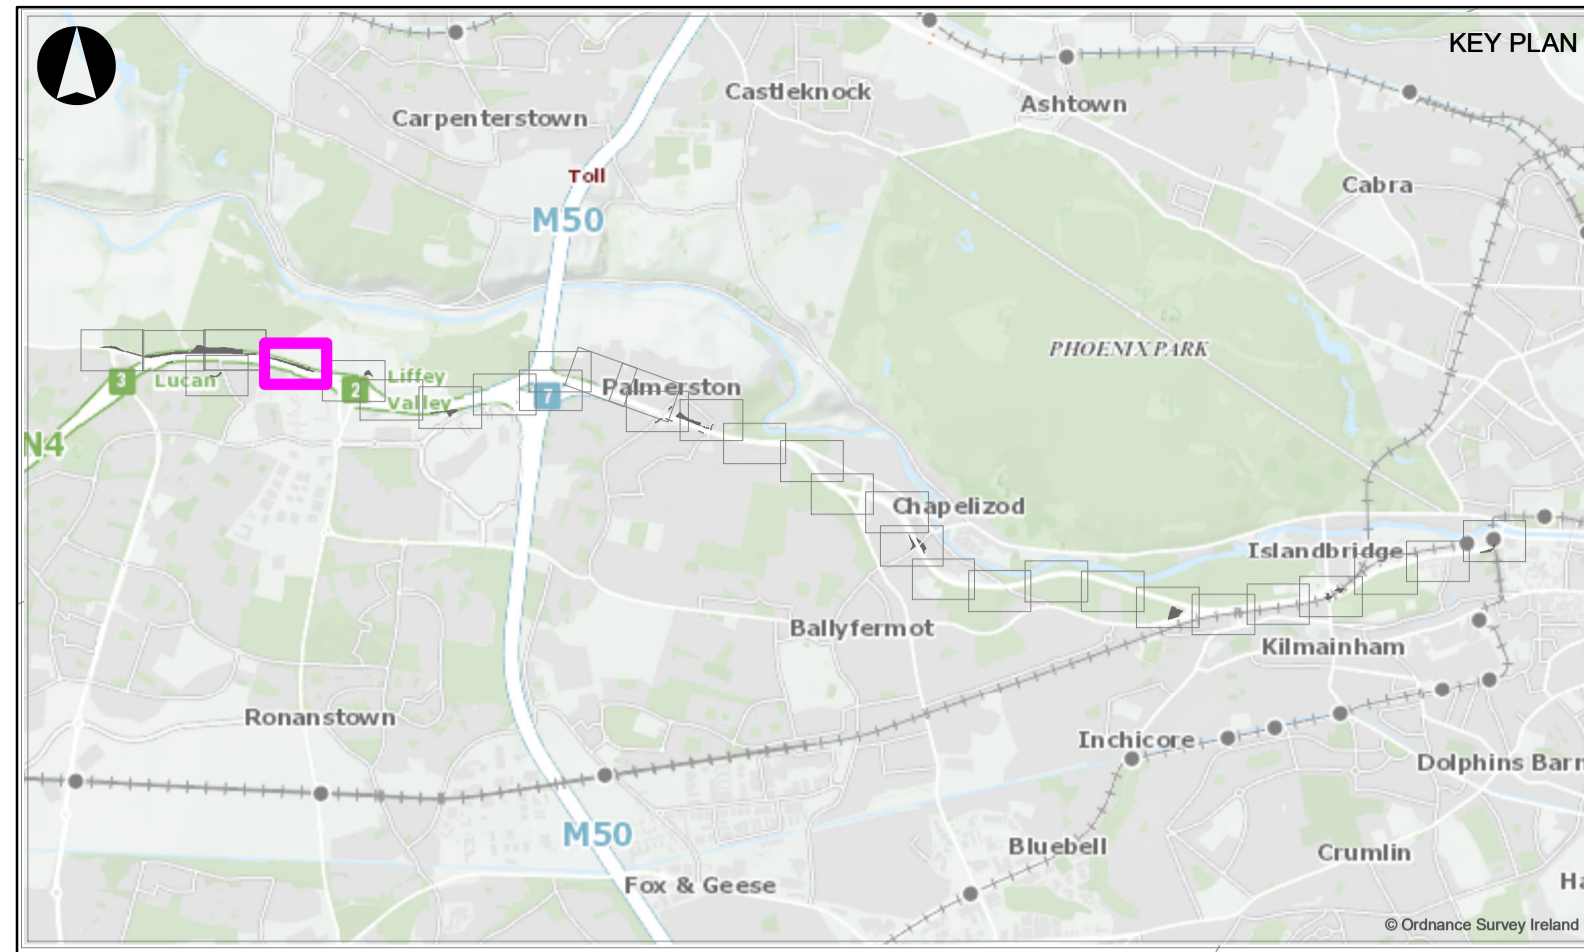 KEY PLAN
Castleknock
Ashtown
Carpenterstown
Toll
Cabra
M50
PHOENIX PARK
3
Lucan
2
Liffey
Valley
7
Palmerston
N4
Chapelizod
Islandbridge
Ballyfermot
Kilmainham
Ronanstown
Inchicore
Dolphins Barn
M50
Bluebell
Crumlin
Fox & Geese
Ha
© Ordnance Survey Ireland